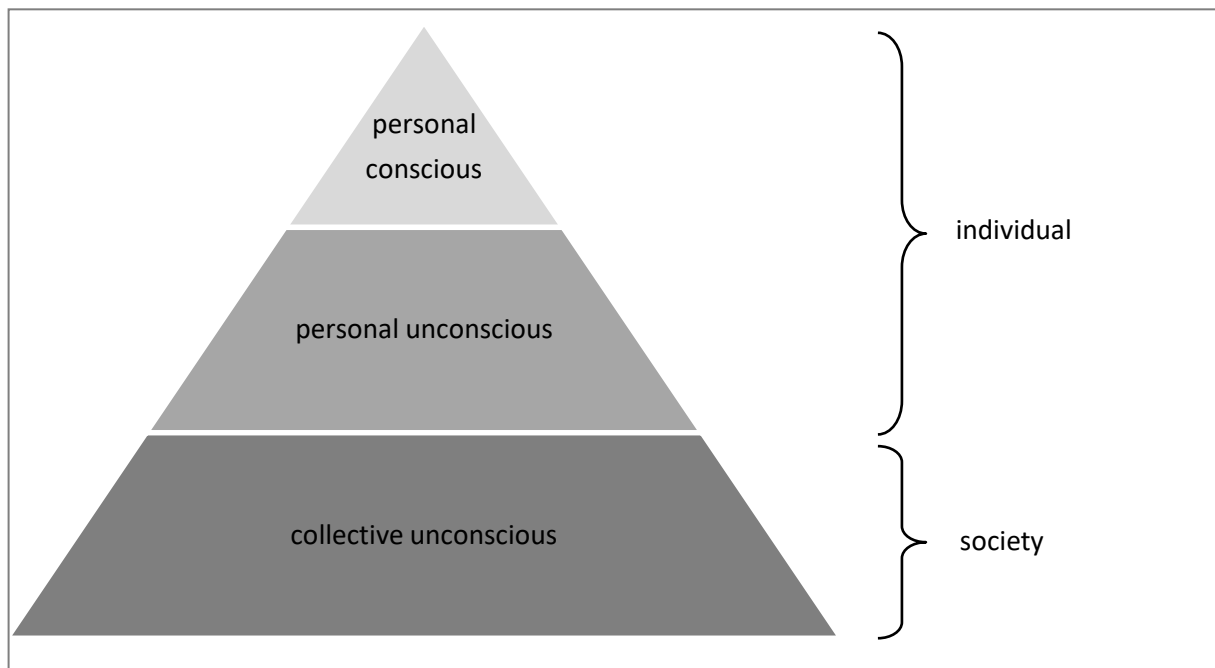 personal
conscious
individual
personal unconscious
collective unconscious
society